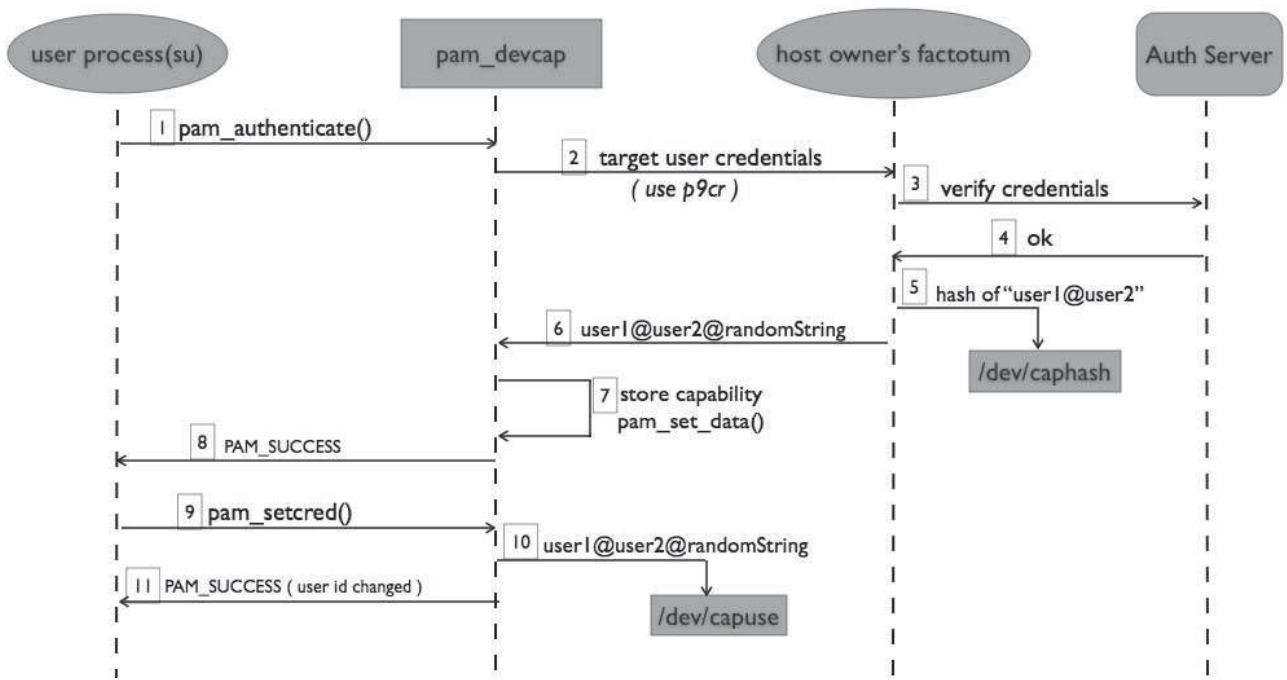 user process(su)
pam_devcap
host owner's factotum
Auth Server
1 pam_authenticate()
2 target user credentials
( use p9cr )
3 verify credentials
4 ok
5 hash of "user1@user2"
/dev/caphash
6 user1@user2@randomString
7 store capability
pam_set_data()
8 PAM_SUCCESS
9 pam_setcred()
10 user1@user2@randomString
/dev/capuse
11 PAM_SUCCESS ( user id changed )